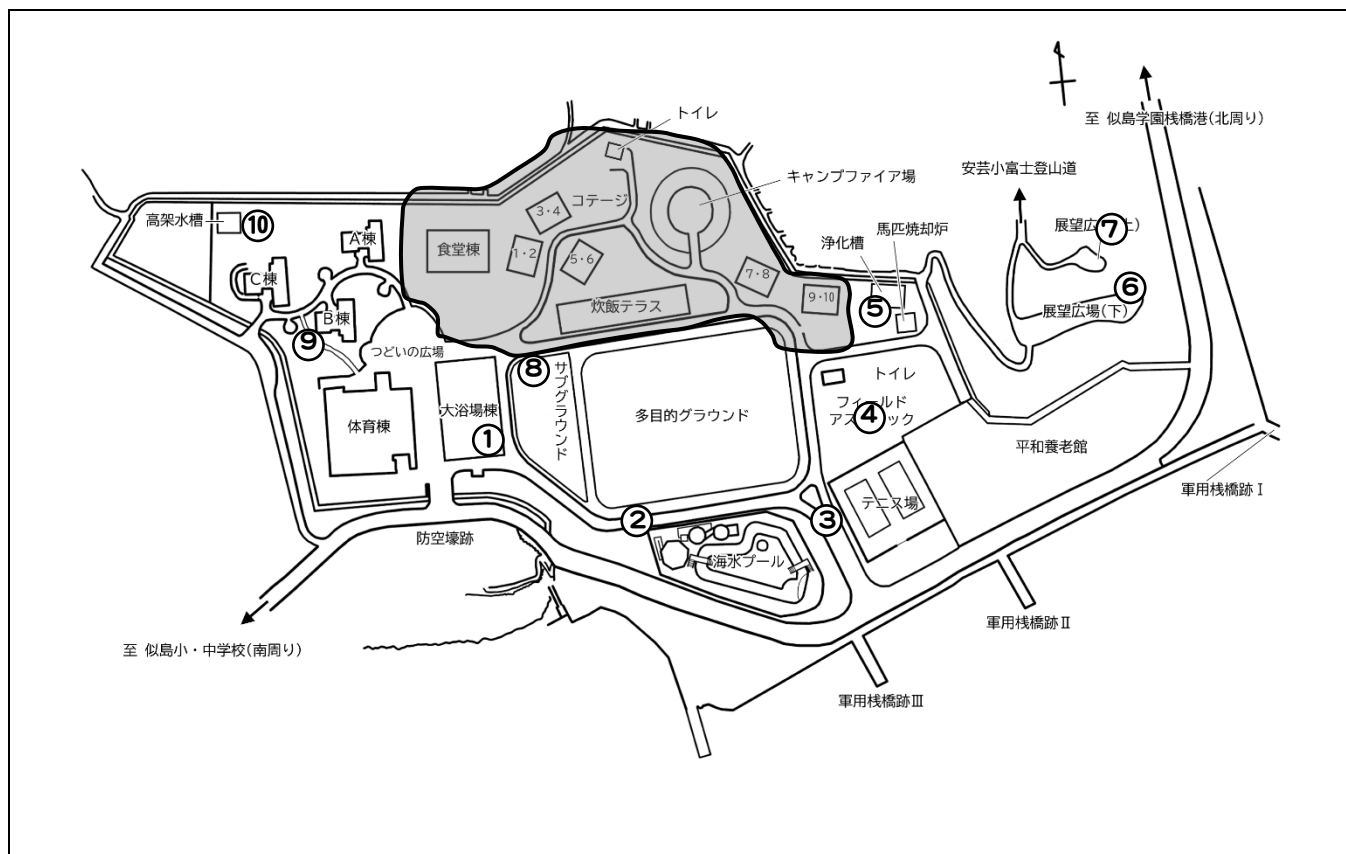 トイレ
至 似島学園桟橋港(北周り)
安芸小富士登山道
キャンプファイア場
コテージ
高架水槽
⑩
3・4
浄化槽
馬匹焼却炉
展望広
⑦
上)
A棟
食堂棟
1・2
5・6
7・8
9・10
⑤
⑥
展望広場(下)
C棟
B棟
炊飯テラス
⑨
つどいの広場
⑧
サブグラウンド
トイレ
体育棟
大浴場棟
①
多目的グラウンド
フィールド
アス
④
ック
平和養老館
軍用桟橋跡Ⅰ
テニス場
②
③
防空壕跡
海水プール
軍用桟橋跡Ⅱ
至 似島小・中学校(南周り)
軍用桟橋跡Ⅲ